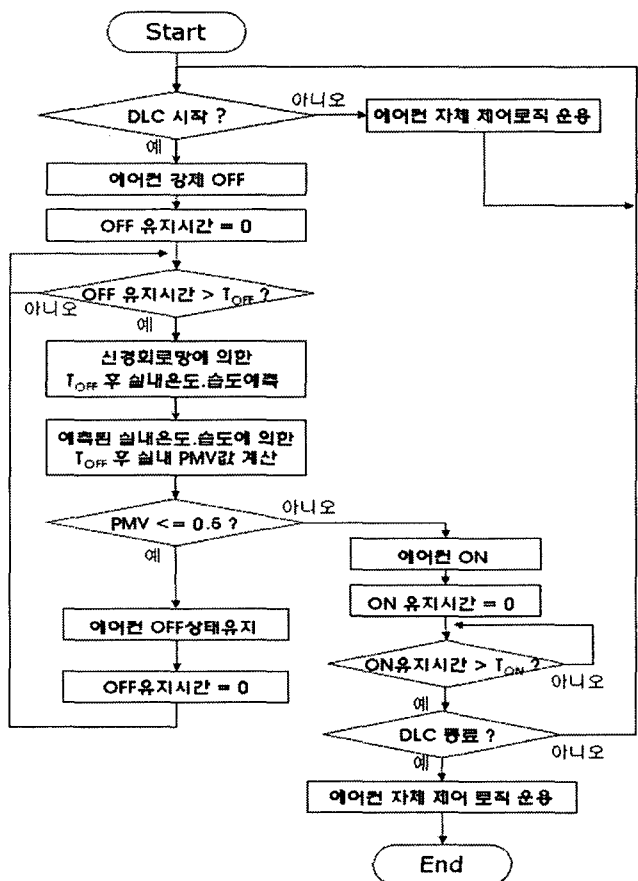 Start
DLC 시작 ?
아니오
에어컨 자체 제어로직 운용
예
에어컨 강제 OFF
OFF 유지시간 = 0
OFF 유지시간 > TOFF ?
아니오
예
신경회로망에 의한
TOFF 후 실내온도.습도예측
예측된 실내온도.습도에 의한
TOFF 후 실내 PMV값 계산
PMV <= 0.5 ?
아니오
예
에어컨 ON
ON 유지시간 = 0
에어컨 OFF상태유지
OFF유지시간 = 0
ON유지시간 > TON ?
아니오
예
DLC 종료 ?
아니오
예
에어컨 자체 제어 로직 운용
End